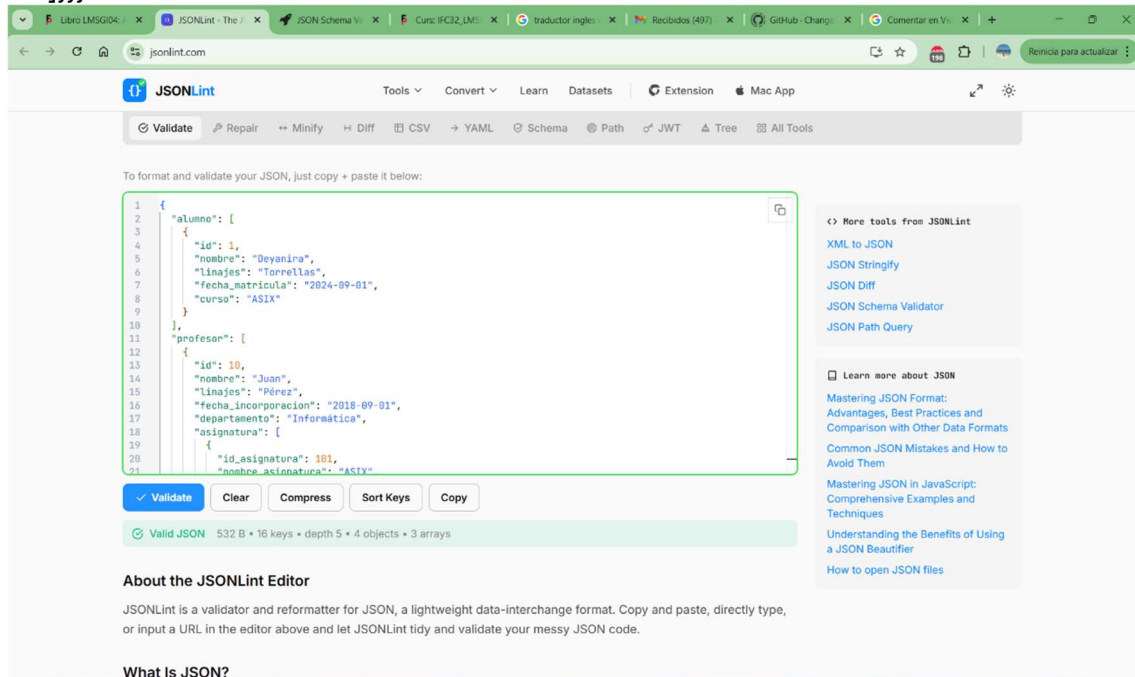 Libro LMSGI04: JSONLint - The J JSON Schema Va Curs: IFC32_LMS traductor ingles Recibidos (497) GitHub - Change Comentar en Vis
jsonlint.com 198 Reinicia para actualizar
JSONLint Tools Convert Learn Datasets Extension Mac App
Validate Repair Minify Diff CSV YAML Schema Path JWT Tree All Tools
To format and validate your JSON, just copy + paste it below:
1 {
2 "alumno": [
3 {
4 "id": 1,
5 "nombre": "Deyanira",
6 "linajes": "Torrellas",
7 "fecha_matricula": "2024-09-01",
8 "curso": "ASIX"
9 }
10 ],
11 "profesor": [
12 {
13 "id": 10,
14 "nombre": "Juan",
15 "linajes": "Pérez",
16 "fecha_incorporacion": "2018-09-01",
17 "departamento": "Informática",
18 "asignatura": [
19 {
20 "id_asignatura": 101,
21 "nombre_asignatura": "ASIX"
Validate Clear Compress Sort Keys Copy
Valid JSON 532 B • 16 keys • depth 5 • 4 objects • 3 arrays
<> More tools from JSONLint
XML to JSON
JSON Stringify
JSON Diff
JSON Schema Validator
JSON Path Query
Learn more about JSON
Mastering JSON Format:
Advantages, Best Practices and
Comparison with Other Data Formats
Common JSON Mistakes and How to
Avoid Them
Mastering JSON in JavaScript:
Comprehensive Examples and
Techniques
Understanding the Benefits of Using
a JSON Beautifier
How to open JSON files
About the JSONLint Editor
JSONLint is a validator and reformatter for JSON, a lightweight data-interchange format. Copy and paste, directly type,
or input a URL in the editor above and let JSONLint tidy and validate your messy JSON code.
What Is JSON?